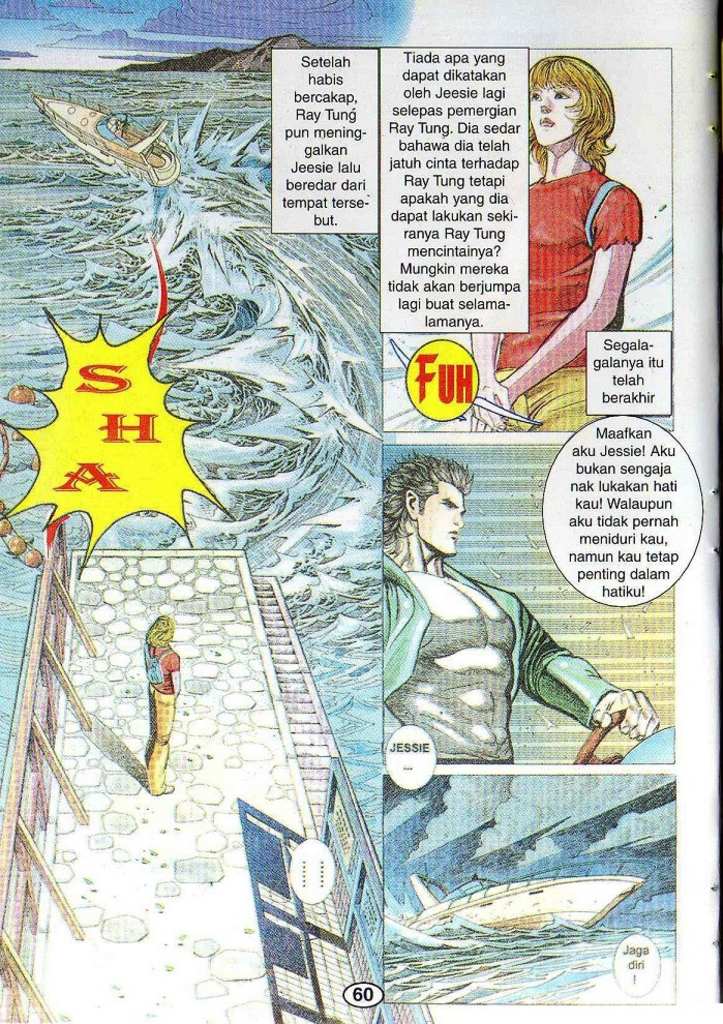 Setelah
habis
bercakap,
Ray Tung
pun mening-
galkan
Jeesie lalu
beredar dari
tempat terse-
but.
Tiada apa yang
dapat dikatakan
oleh Jeesie lagi
selepas pemergian
Ray Tung. Dia sedar
bahawa dia telah
jatuh cinta terhadap
Ray Tung tetapi
apakah yang dia
dapat lakukan seki-
ranya Ray Tung
mencintainya?
Mungkin mereka
tidak akan berjumpa
lagi buat selama-
lamanya.
FUH
Segala-
galanya itu
telah
berakhir
S
H
A
Maafkan
aku Jessie! Aku
bukan sengaja
nak lukakan hati
kau! Walaupun
aku tidak pernah
meniduri kau,
namun kau tetap
penting dalam
hatiku!
JESSIE
...
......
Jaga
diri
!
60